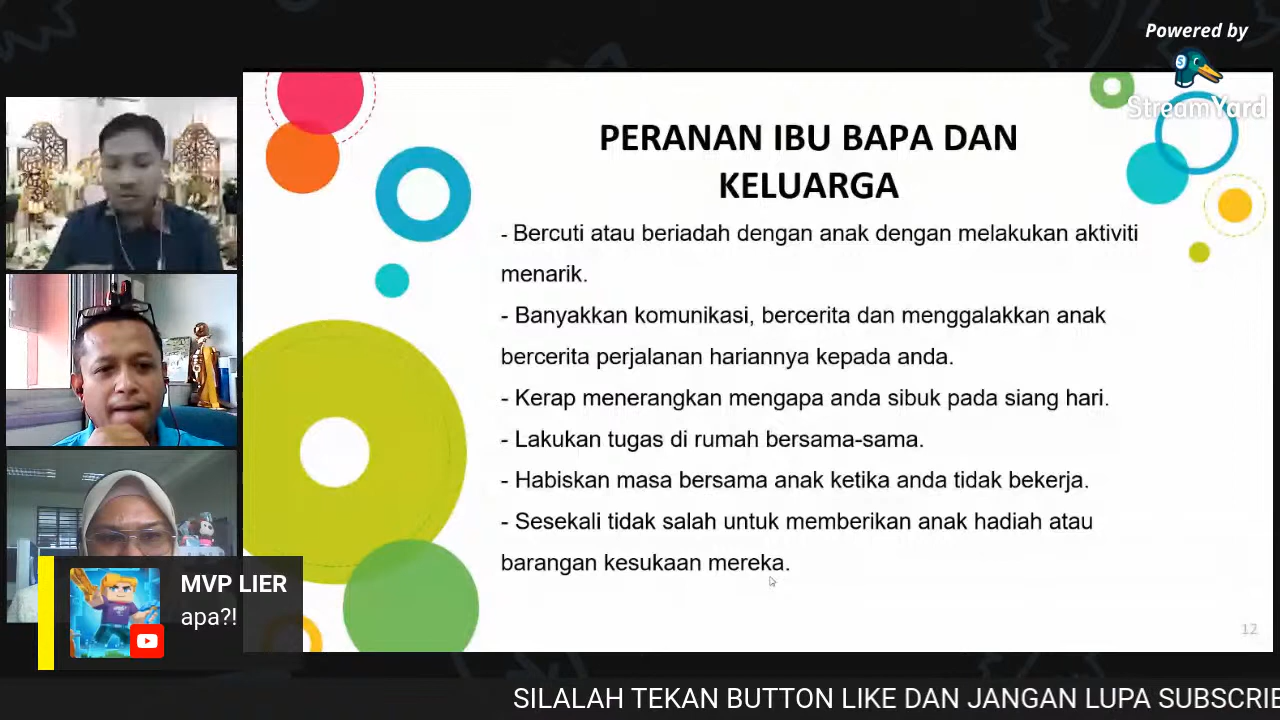 Powered by
StreamYard
PERANAN IBU BAPA DAN
KELUARGA
- Bercuti atau beriadah dengan anak dengan melakukan aktiviti
menarik.
- Banyakkan komunikasi, bercerita dan menggalakkan anak
bercerita perjalanan hariannya kepada anda.
- Kerap menerangkan mengapa anda sibuk pada siang hari.
- Lakukan tugas di rumah bersama-sama.
- Habiskan masa bersama anak ketika anda tidak bekerja.
- Sesekali tidak salah untuk memberikan anak hadiah atau
barangan kesukaan mereka.
MVP LIER
apa?!
12
SILALAH TEKAN BUTTON LIKE DAN JANGAN LUPA SUBSCRIE